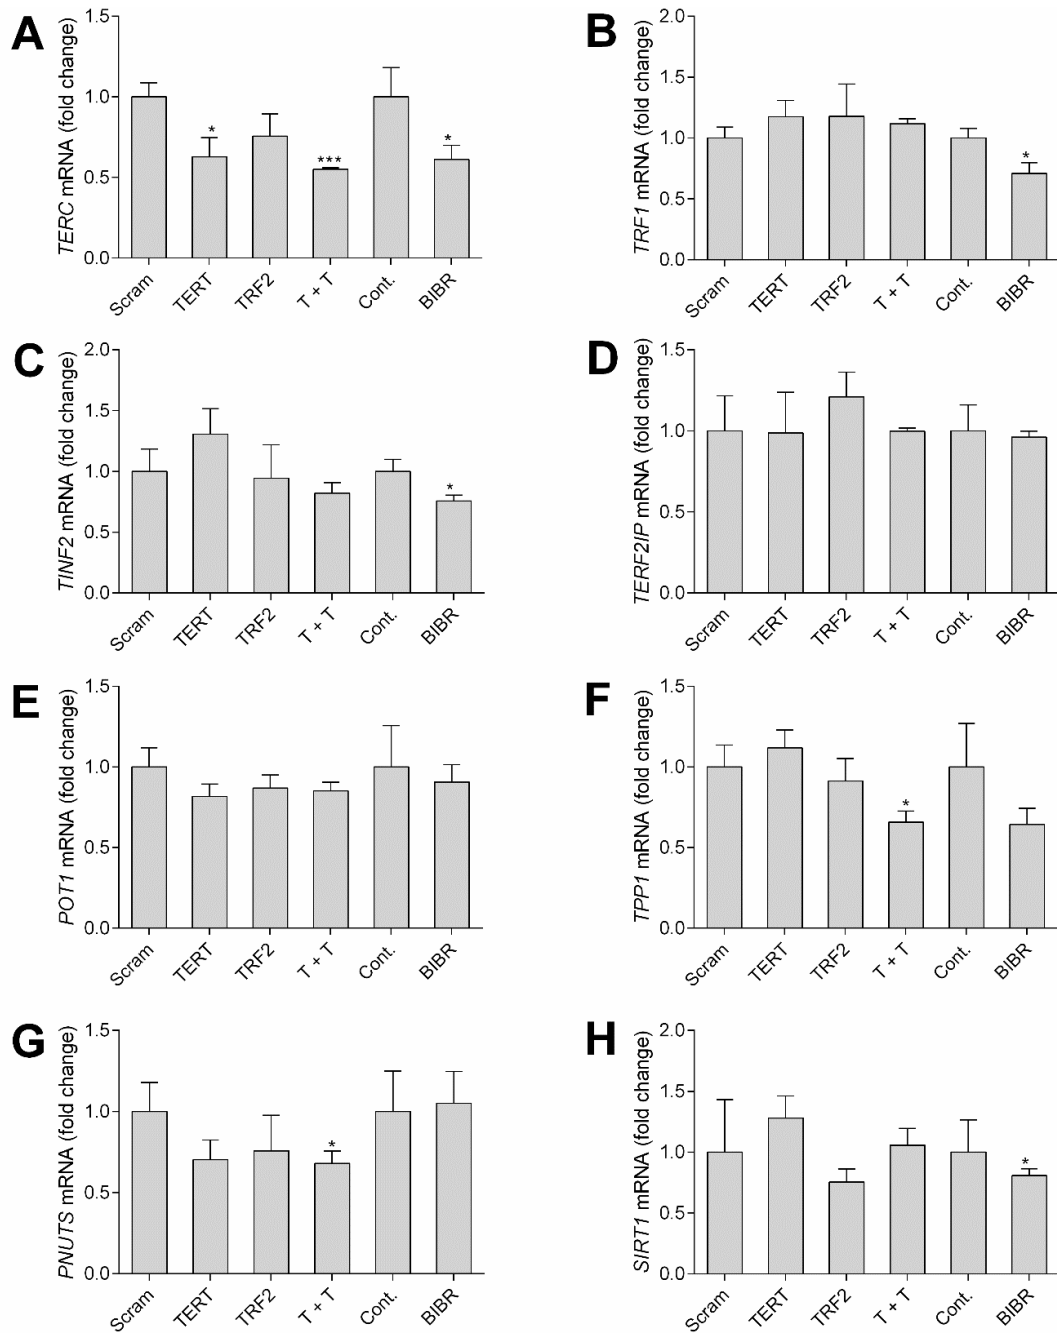 A
TERC mRNA (fold change)
1.5
1.0
0.5
0.0
*
***
*
Scram
TERT
TRF2
T + T
Cont.
BIBR
B
TRF1 mRNA (fold change)
2.0
1.5
1.0
0.5
0.0
*
Scram
TERT
TRF2
T + T
Cont.
BIBR
C
TINF2 mRNA (fold change)
2.0
1.5
1.0
0.5
0.0
*
Scram
TERT
TRF2
T + T
Cont.
BIBR
D
TERF2IP mRNA (fold change)
1.5
1.0
0.5
0.0
Scram
TERT
TRF2
T + T
Cont.
BIBR
E
POT1 mRNA (fold change)
1.5
1.0
0.5
0.0
Scram
TERT
TRF2
T + T
Cont.
BIBR
F
TPP1 mRNA (fold change)
1.5
1.0
0.5
0.0
*
Scram
TERT
TRF2
T + T
Cont.
BIBR
G
PNUTS mRNA (fold change)
1.5
1.0
0.5
0.0
*
Scram
TERT
TRF2
T + T
Cont.
BIBR
H
SIRT1 mRNA (fold change)
2.0
1.5
1.0
0.5
0.0
*
Scram
TERT
TRF2
T + T
Cont.
BIBR